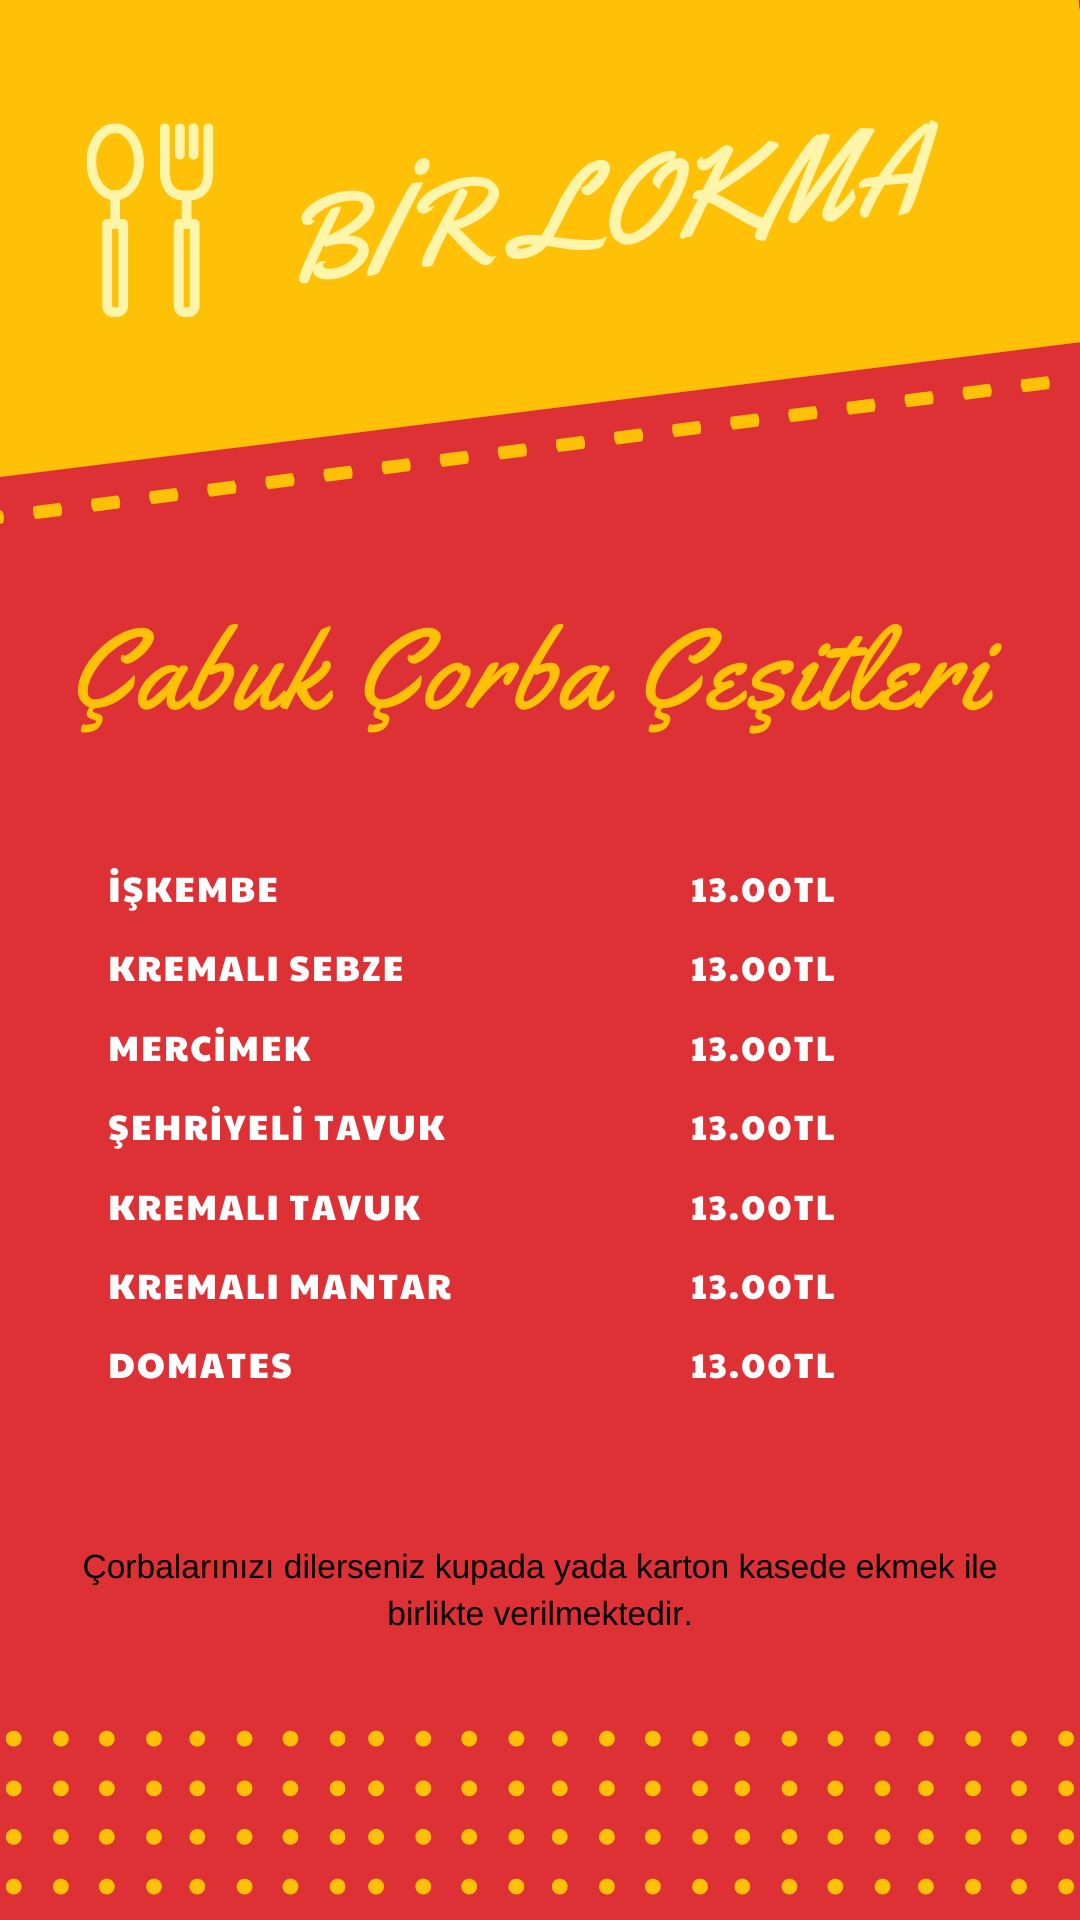 BİR LOKMA
Çabuk Çorba Çeşitleri
İŞKEMBE 13.00TL
KREMALI SEBZE 13.00TL
MERCİMEK 13.00TL
ŞEHRİYELİ TAVUK 13.00TL
KREMALI TAVUK 13.00TL
KREMALI MANTAR 13.00TL
DOMATES 13.00TL
Çorbalarınızı dilerseniz kupada yada karton kasede ekmek ile
birlikte verilmektedir.